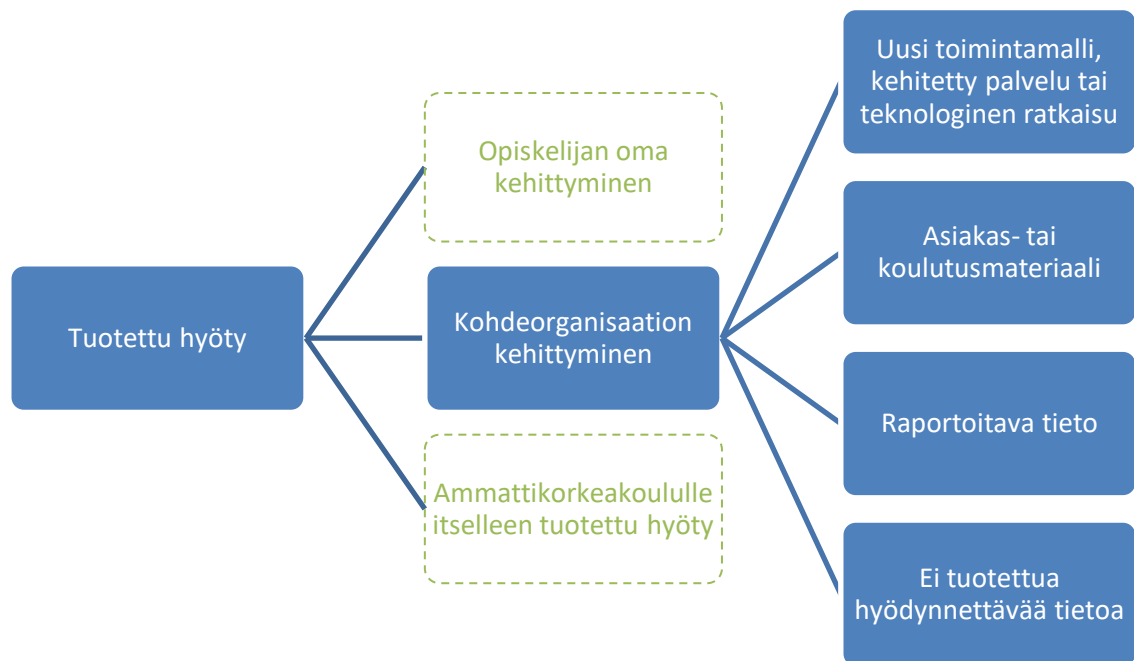 Tuotettu hyöty
Opiskelijan oma
kehittyminen
Kohdeorganisaation
kehittyminen
Ammattikorkeakoululle
itselleen tuotettu hyöty
Uusi toimintamalli,
kehitetty palvelu tai
teknologinen ratkaisu
Asiakas- tai
koulutusmateriaali
Raportoitava tieto
Ei tuotettua
hyödynnettävää tietoa